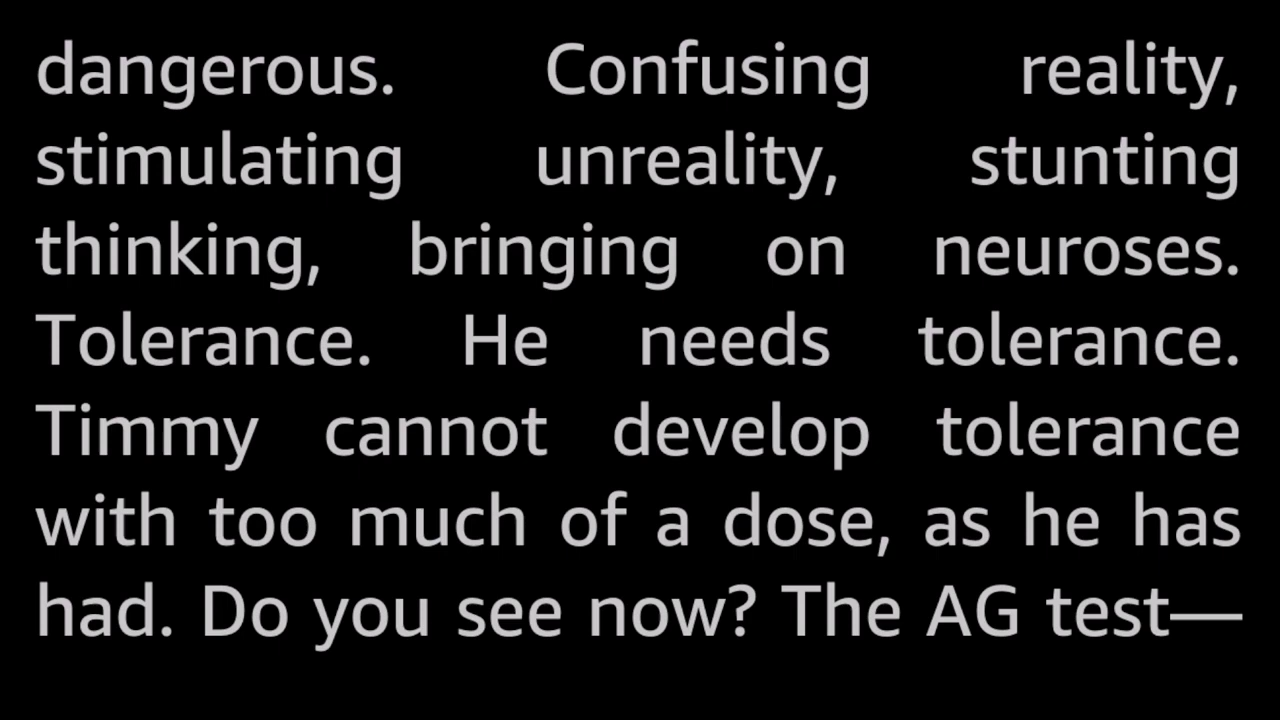 dangerous. Confusing reality,
stimulating unreality, stunting
thinking, bringing on neuroses.
Tolerance. He needs tolerance.
Timmy cannot develop tolerance
with too much of a dose, as he has
had. Do you see now? The AG test—